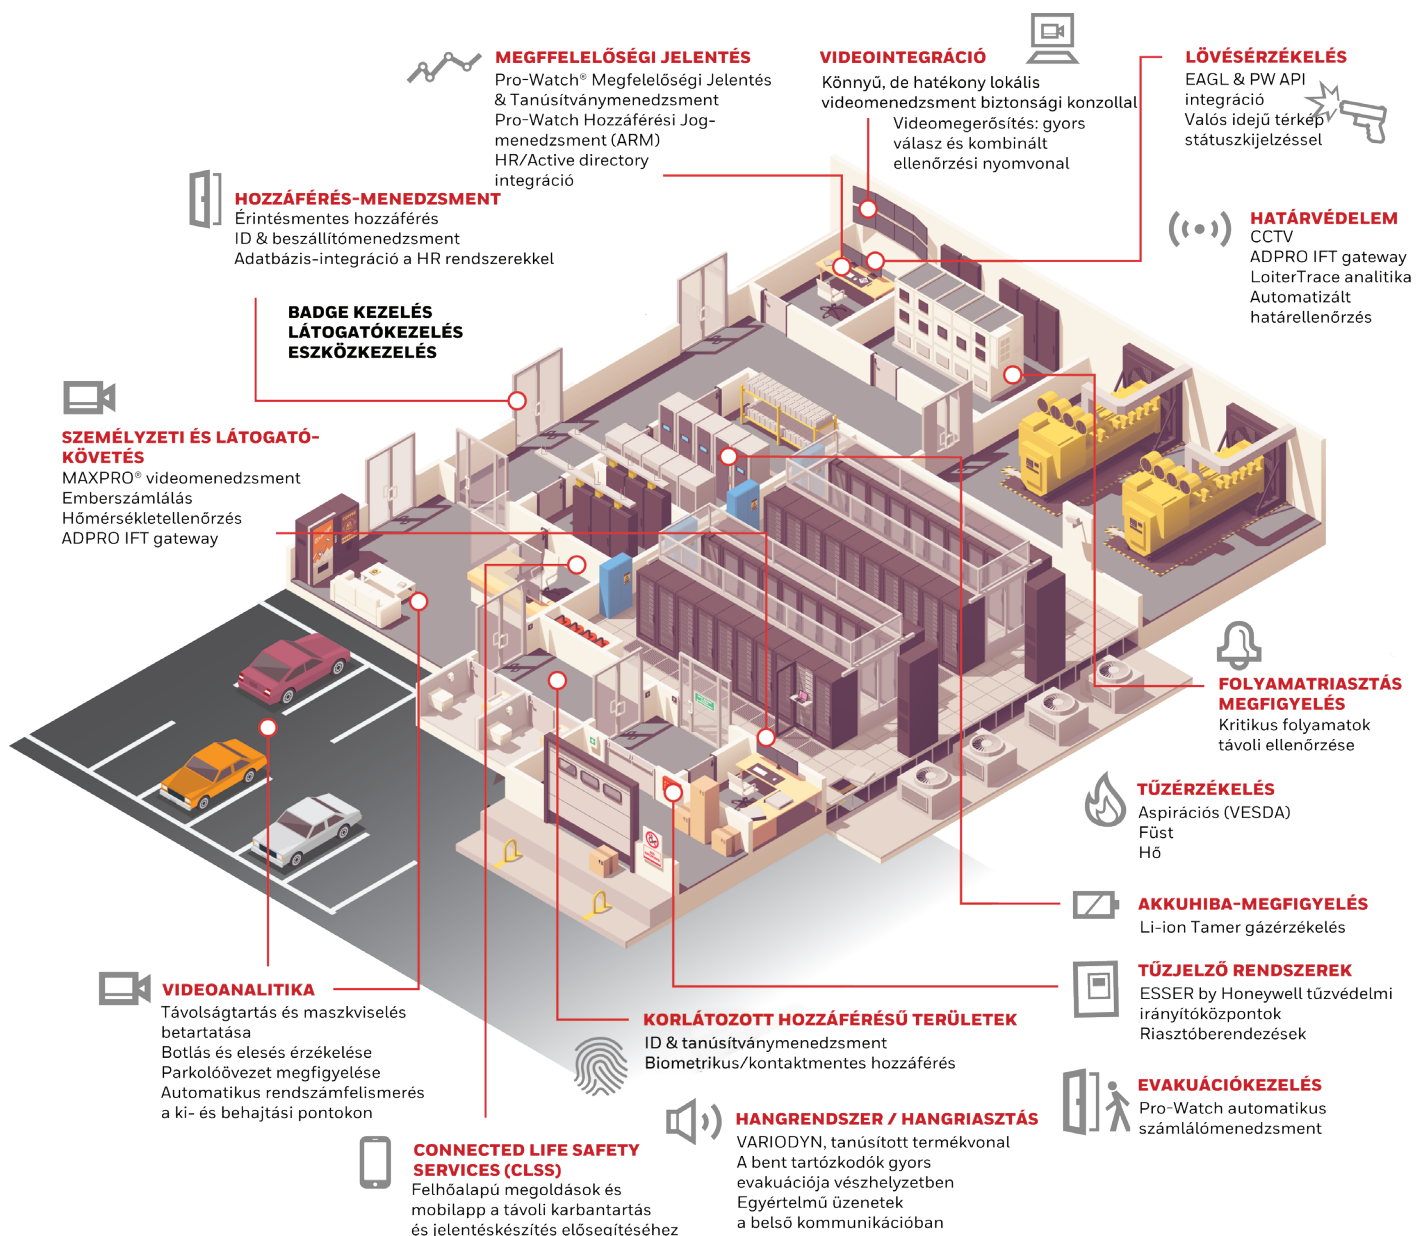 MEGFFELELŐSÉGI JELENTÉS
Pro-Watch® Megfelelőségi Jelentés
& Tanúsítványmenedzsment
Pro-Watch Hozzáférési Jog-
menedzsment (ARM)
HR/Active directory
integráció
VIDEOINTEGRÁCIÓ
Könnyű, de hatékony lokális
videomenedzsment biztonsági konzollal
Videomegerősítés: gyors
válasz és kombinált
ellenőrzési nyomvonal
LÖVÉSÉRZÉKELÉS
EAGL & PW API
integráció
Valós idejű térkép
státuszkijelzéssel
HOZZÁFÉRÉS-MENEDZSMENT
Érintésmentes hozzáférés
ID & beszállítómenedzsment
Adatbázis-integráció a HR rendszerekkel
BADGE KEZELÉS
LÁTOGATÓKEZELÉS
ESZKÖZKEZELÉS
HATÁRVÉDELEM
CCTV
ADPRO IFT gateway
LoiterTrace analitika
Automatizált
határellenőrzés
SZEMÉLYZETI ÉS LÁTOGATÓ-
KÖVETÉS
MAXPRO® videomenedzsment
Emberszámlálás
Hőmérsékletellenőrzés
ADPRO IFT gateway
FOLYAMATRIASZTÁS
MEGFIGYELÉS
Kritikus folyamatok
távoli ellenőrzése
TŰZÉRZÉKELÉS
Aspirációs (VESDA)
Füst
Hő
AKKUHIBA-MEGFIGYELÉS
Li-ion Tamer gázérzékelés
TŰZJELZŐ RENDSZEREK
ESSER by Honeywell tűzvédelmi
irányítóközpontok
Riasztóberendezések
EVAKUÁCIÓKEZELÉS
Pro-Watch automatikus
számlálómenedzsment
VIDEOANALITIKA
Távolságtartás és maszkviselés
betartatása
Botlás és elesés érzékelése
Parkolóövezet megfigyelése
Automatikus rendszámfelismerés
a ki- és behajtási pontokon
KORLÁTOZOTT HOZZÁFÉRÉSŰ TERÜLETEK
ID & tanúsítványmenedzsment
Biometrikus/kontaktmentes hozzáférés
HANGRENDSZER / HANGRIASZTÁS
VARIODYN, tanúsított termékvonal
A bent tartózkodók gyors
evakuációja vészhelyzetben
Egyértelmű üzenetek
a belső kommunikációban
CONNECTED LIFE SAFETY
SERVICES (CLSS)
Felhőalapú megoldások és
mobilapp a távoli karbantartás
és jelentéskészítés elősegítéséhez